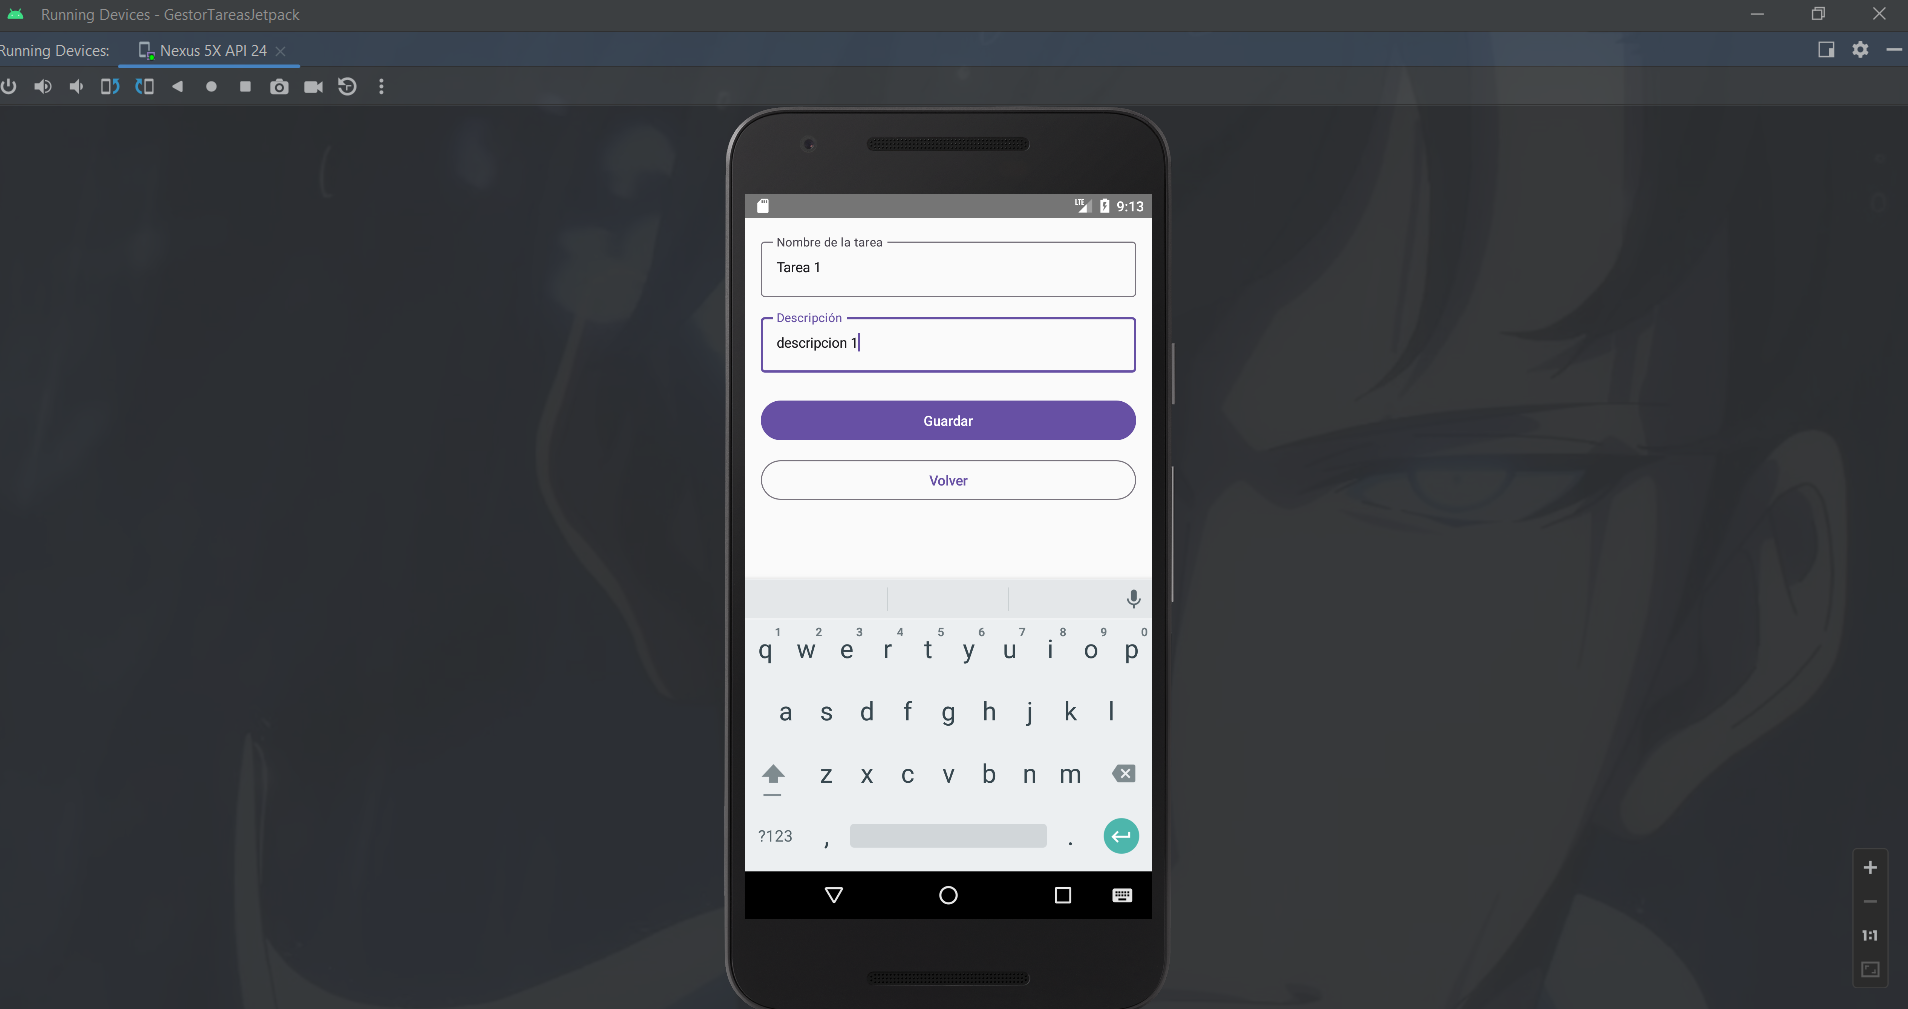 Running Devices - GestorTareasJetpack
Running Devices: Nexus 5X API 24
LTE 9:13
Nombre de la tarea
Tarea 1
Descripción
descripcion 1
Guardar
Volver
1 2 3 4 5 6 7 8 9 0
q w e r t y u i o p
a s d f g h j k l
z x c v b n m
?123 , .
1:1